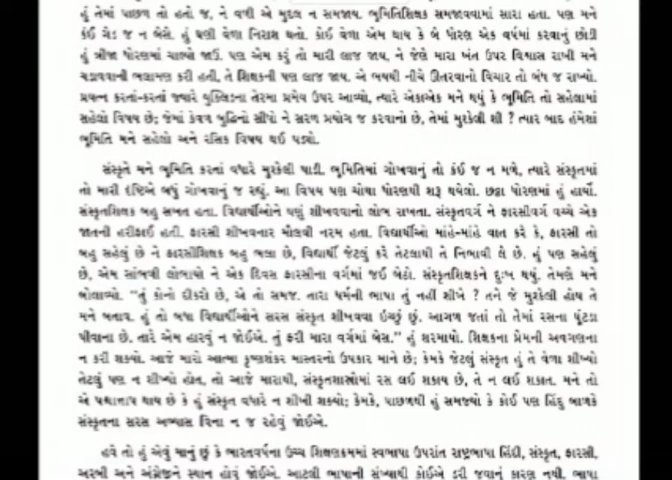 હું તેમાં પાછળ તો હતો જ, ને વળી એ મુદ્દલ ન સમજાય. ભૂમિતિશિક્ષક સમજાવવામાં સારા હતા. પણ મને
કંઈ ગેડ જ ન બેસે. હું ઘણી વેળા નિરાશ થતો. કોઈ વેળા એમ થાય કે બે ધોરણ એક વર્ષમાં કરવાનું છોડી
હું ત્રીજા ધોરણમાં ચાલ્યો જાઉં. પણ એમ કરું તો મારી લાજ જાય, ને જેણે મારા ખંત ઉપર વિશ્વાસ રાખી મને
ચડાવવાની ભલામણ કરી હતી, તે શિક્ષકની પણ લાજ જાય. એ ભયથી નીચે ઊતરવાનો વિચાર તો બંધ જ રાખ્યો.
પ્રયત્ન કરતાં-કરતાં જ્યારે યુક્લિડના તેરમા પ્રમેય ઉપર આવ્યો, ત્યારે એકાએક મને થયું કે ભૂમિતિ તો સહેલામાં
સહેલો વિષય છે; જેમાં કેવળ બુદ્ધિનો સીધો ને સરળ પ્રયોગ જ કરવાનો છે, તેમાં મુશ્કેલી શી ? ત્યાર બાદ હંમેશાં
ભૂમિતિ મને સહેલો અને રસિક વિષય થઈ પડ્યો.
સંસ્કૃતે મને ભૂમિતિ કરતાં વધારે મુશ્કેલી પાડી. ભૂમિતિમાં ગોખવાનું તો કંઈ જ ન મળે, ત્યારે સંસ્કૃતમાં
તો મારી દૃષ્ટિએ બધું ગોખવાનું જ રહ્યું. આ વિષય પણ ચોથા ધોરણથી શરૂ થયેલો. છઠ્ઠા ધોરણમાં હું હાર્યો.
સંસ્કૃતશિક્ષક બહુ સખત હતા. વિદ્યાર્થીઓને ઘણું શીખવવાનો લોભ રાખતા. સંસ્કૃતવર્ગ ને ફારસીવર્ગ વચ્ચે એક
જાતની હરીફાઈ હતી. ફારસી શીખવનાર મૌલવી નરમ હતા. વિદ્યાર્થીઓ માંહે-માંહે વાત કરે કે, ફારસી તો
બહુ સહેલું છે ને ફારસીશિક્ષક બહુ ભલા છે, વિદ્યાર્થી જેટલું કરે તેટલાથી તે નિભાવી લે છે. હું પણ સહેલું
છે, એમ સાંભળી લોભાયો ને એક દિવસ ફારસીના વર્ગમાં જઈ બેઠો. સંસ્કૃતશિક્ષકને દુઃખ થયું. તેમણે મને
બોલાવ્યો. “તું કોનો દીકરો છે, એ તો સમજ. તારા ધર્મની ભાષા તું નહીં શીખે ? તને જે મુશ્કેલી હોય તે
મને બતાવ. હું તો બધા વિદ્યાર્થીઓને સરસ સંસ્કૃત શીખવવા ઇચ્છું છું. આગળ જતાં તો તેમાં રસના ઘૂંટડા
પીવાના છે. તારે એમ હારવું ન જોઈએ. તું ફરી મારા વર્ગમાં બેસ.” હું શરમાયો. શિક્ષકના પ્રેમની અવગણના
ન કરી શક્યો. આજે મારો આત્મા કૃષ્ણશંકર માસ્તરનો ઉપકાર માને છે; કેમકે જેટલું સંસ્કૃત હું તે વેળા શીખ્યો
તેટલું પણ ન શીખ્યો હોત, તો આજે મારાથી, સંસ્કૃતશાસ્ત્રોમાં રસ લઈ શકાય છે, તે ન લઈ શકાત. મને તો
એ પશ્ચાત્તાપ થાય છે કે હું સંસ્કૃત વધારે ન શીખી શક્યો; કેમકે, પાછળથી હું સમજ્યો કે કોઈ પણ હિંદુ બાળકે
સંસ્કૃતના સરસ અભ્યાસ વિના ન જ રહેવું જોઈએ.
હવે તો હું એવું માનું છું કે ભારતવર્ષના ઉચ્ચ શિક્ષણક્રમમાં સ્વભાષા ઉપરાંત રાષ્ટ્રભાષા હિંદી, સંસ્કૃત, ફારસી,
અરબી અને અંગ્રેજીને સ્થાન હોવું જોઈએ. આટલી ભાષાની સંખ્યાથી કોઈએ ડરી જવાનું કારણ નથી. ભાષા